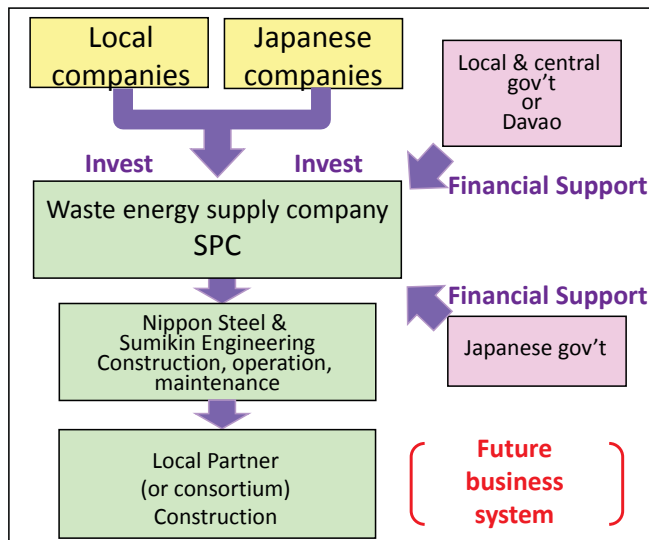 Local
companies
Japanese
companies
Local & central
gov't
or
Davao
Invest
Invest
Financial Support
Waste energy supply company
SPC
Financial Support
Nippon Steel &
Sumikin Engineering
Construction, operation,
maintenance
Japanese gov't
Local Partner
(or consortium)
Construction
Future
business
system